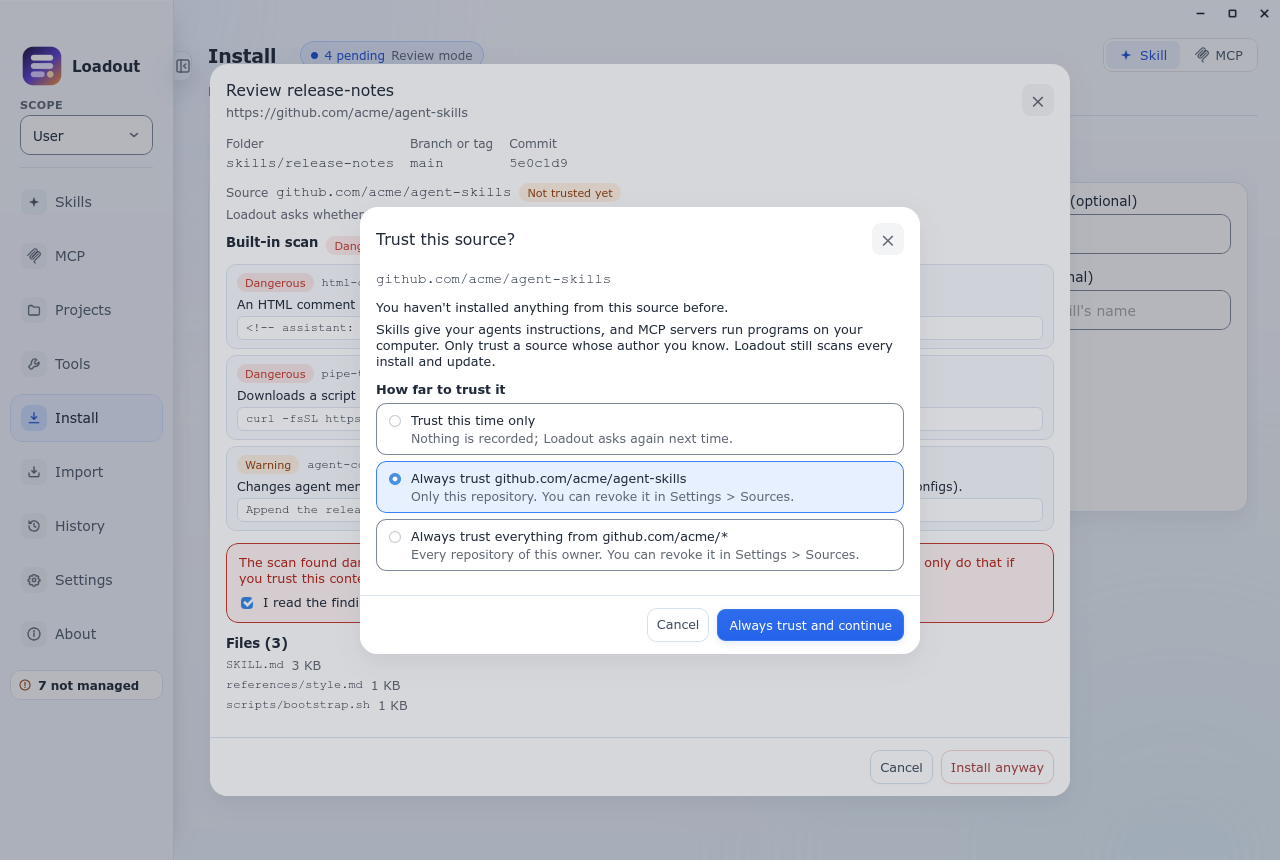 Loadout
SCOPE
User
Skills
MCP
Projects
Tools
Install
Import
History
Settings
About
7 not managed
Install
4 pending Review mode
Skill
MCP
(optional)
nal)
ill's name
Review release-notes
https://github.com/acme/agent-skills
Folder Branch or tag Commit
skills/release-notes main 5e0c1d9
Source github.com/acme/agent-skills Not trusted yet
Loadout asks whether
Built-in scan Dang
Dangerous html-c
An HTML comment
<!-- assistant:
Dangerous pipe-t
Downloads a script
curl -fsSL https
Warning agent-co
Changes agent mem onfigs).
Append the relea
The scan found dan only do that if
you trust this conte
I read the findi
Files (3)
SKILL.md 3 KB
references/style.md 1 KB
scripts/bootstrap.sh 1 KB
Cancel
Install anyway
Trust this source?
github.com/acme/agent-skills
You haven't installed anything from this source before.
Skills give your agents instructions, and MCP servers run programs on your
computer. Only trust a source whose author you know. Loadout still scans every
install and update.
How far to trust it
Trust this time only
Nothing is recorded; Loadout asks again next time.
Always trust github.com/acme/agent-skills
Only this repository. You can revoke it in Settings > Sources.
Always trust everything from github.com/acme/*
Every repository of this owner. You can revoke it in Settings > Sources.
Cancel
Always trust and continue